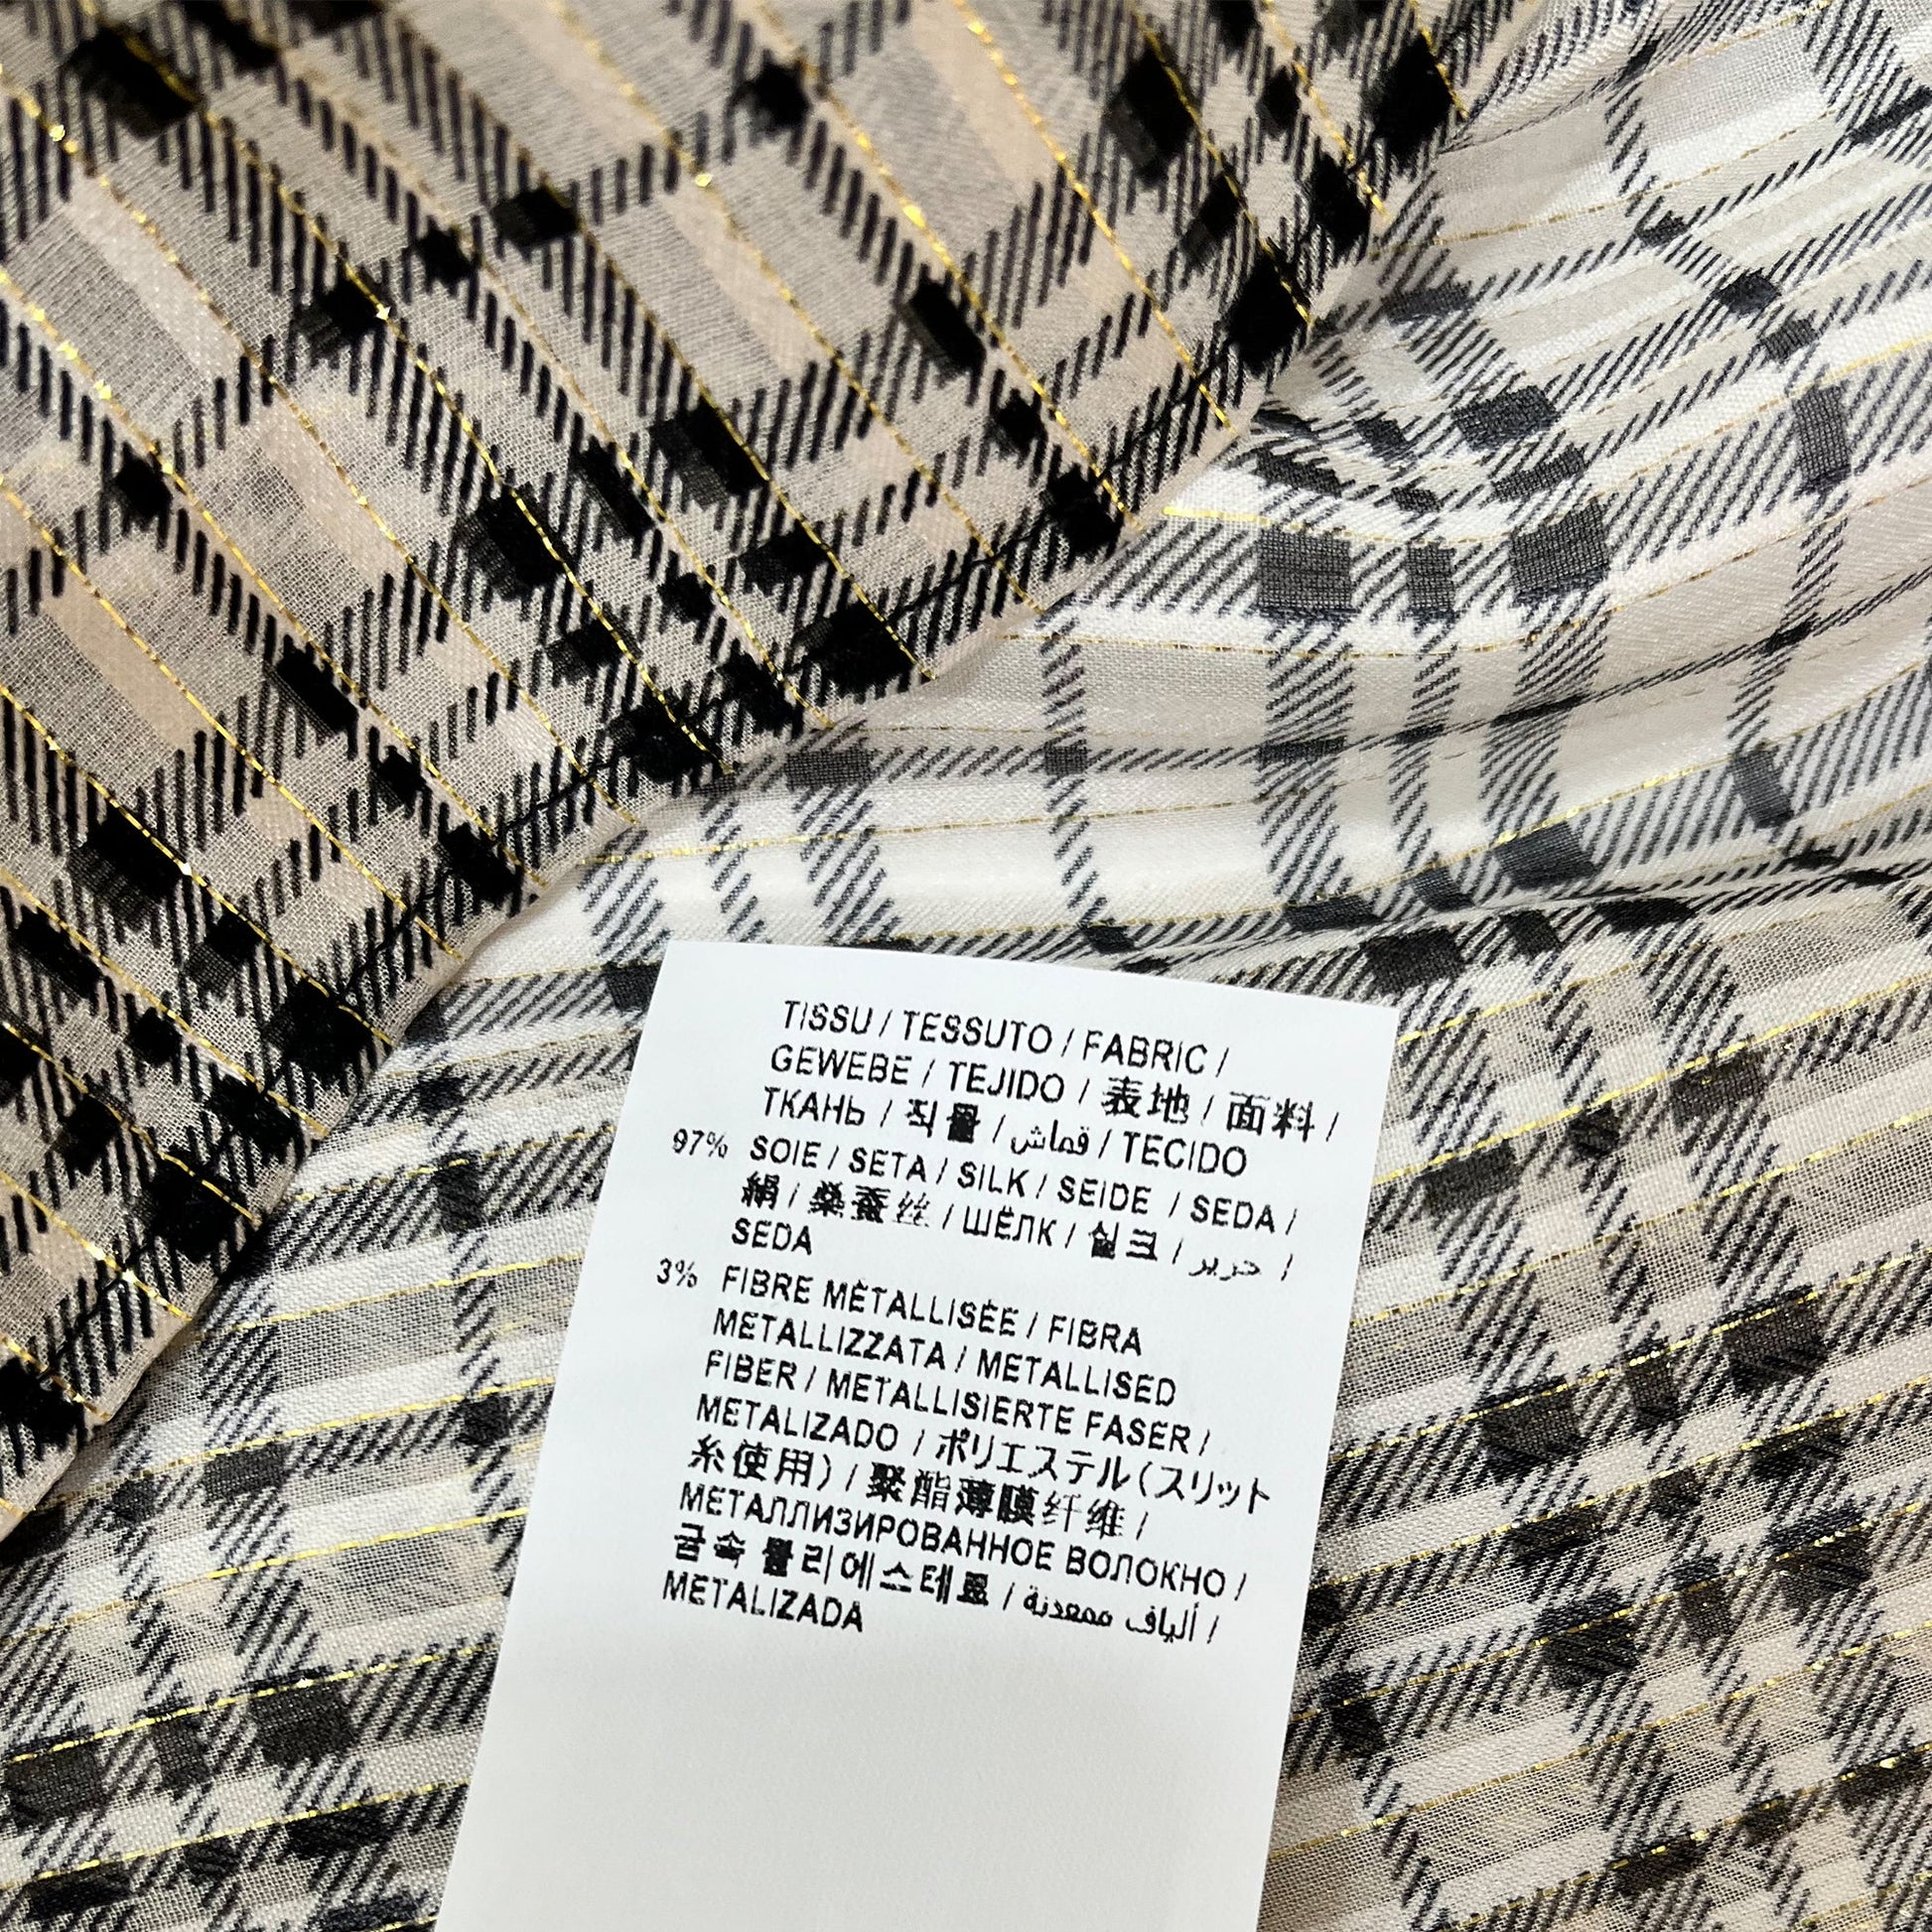 TISSU / TESSUTO / FABRIC /
GEWEBE / TEJIDO / 表地 / 面料 /
ТКАНЬ / 직물 / قماش / TECIDO
97% SOIE / SETA / SILK / SEIDE / SEDA /
絹 / 桑蚕丝 / ШЁЛК / 실크 / حرير /
SEDA
3% FIBRE MÉTALLISÉE / FIBRA
METALLIZZATA / METALLISED
FIBER / METALLISIERTE FASER /
METALIZADO / ポリエステル(スリット
糸使用) / 聚酯薄膜纤维 /
МЕТАЛЛИЗИРОВАННОЕ ВОЛОКНО /
금속 폴리에스테르 / ألياف ممعدنة /
METALIZADA